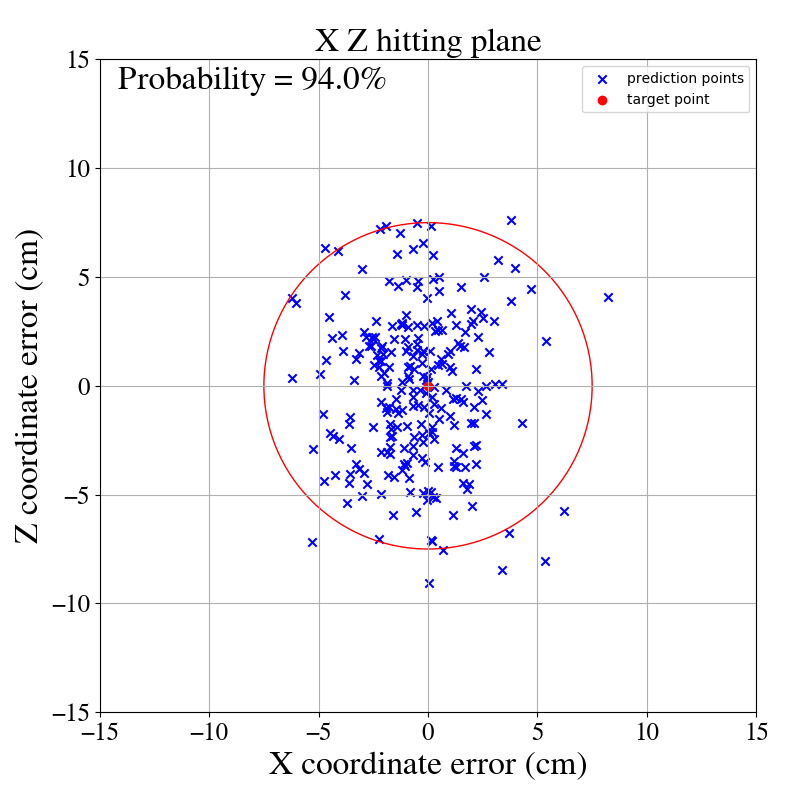 X Z hitting plane
Probability = 94.0%
prediction points
target point
15
10
5
0
−5
−10
−15
−15
−10
−5
0
5
10
15
Z coordinate error (cm)
X coordinate error (cm)